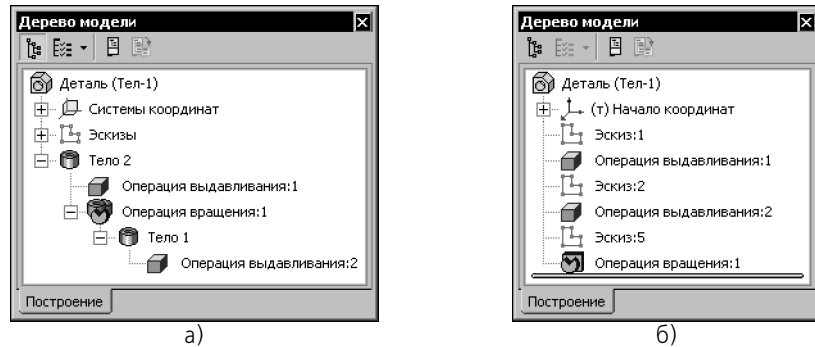 Дерево модели
Деталь (Тел-1)
Системы координат
Эскизы
Тело 2
Операция выдавливания:1
Операция вращения:1
Тело 1
Операция выдавливания:2
Построение
а)
Дерево модели
Деталь (Тел-1)
(т) Начало координат
Эскиз:1
Операция выдавливания:1
Эскиз:2
Операция выдавливания:2
Эскиз:5
Операция вращения:1
Построение
б)